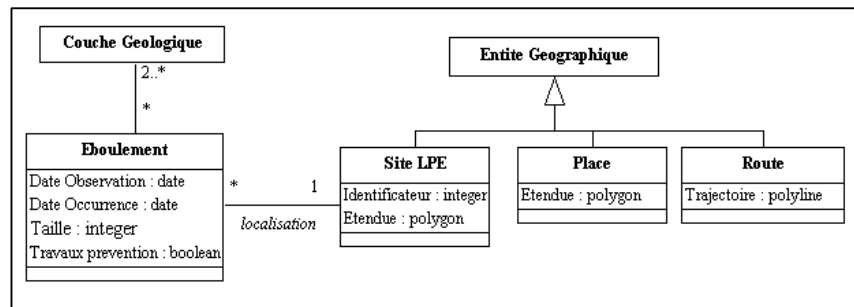 Couche Geologique
2..*
*
Eboulement
Date Observation : date
Date Occurrence : date
Taille : integer
Travaux prevention : boolean
*
1
localisation
Entite Geographique
Site LPE
Identificateur : integer
Etendue : polygon
Place
Etendue : polygon
Route
Trajectoire : polyline